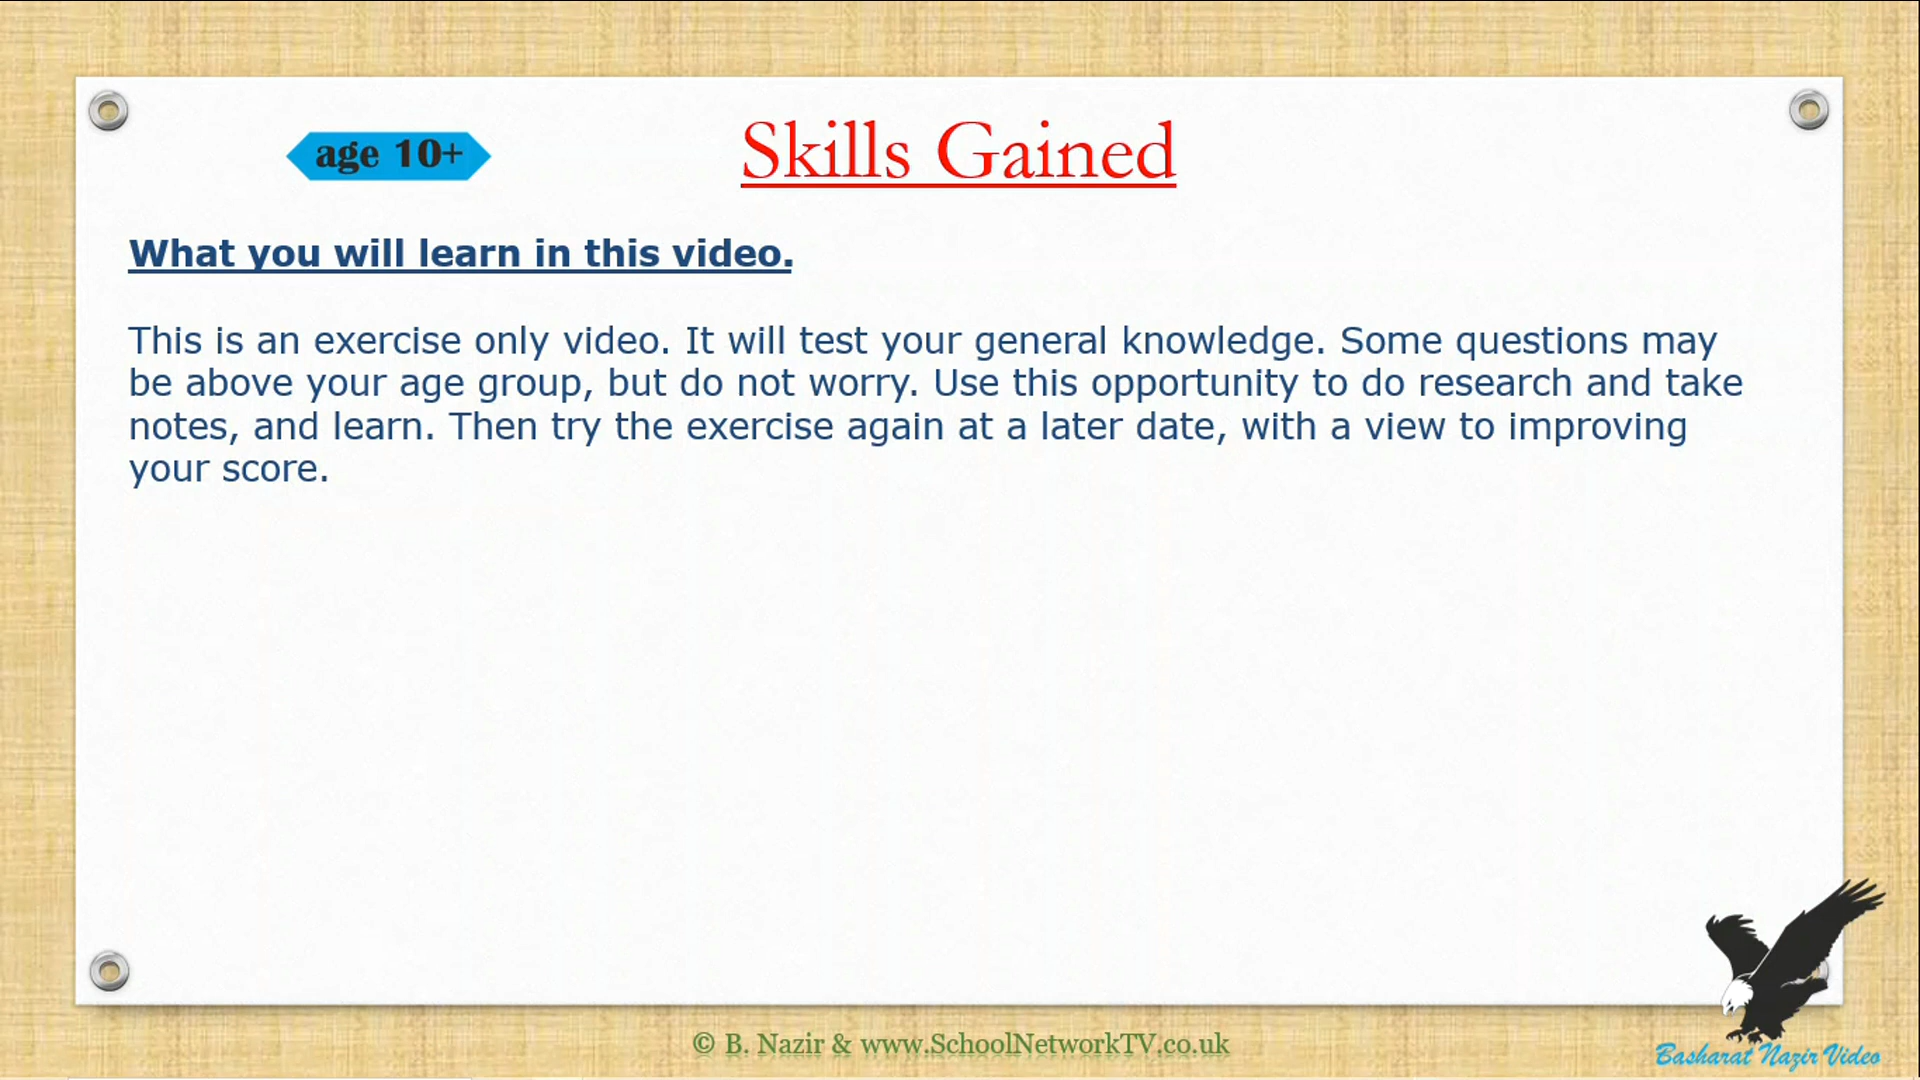 age 10+
Skills Gained
What you will learn in this video.
This is an exercise only video. It will test your general knowledge. Some questions may
be above your age group, but do not worry. Use this opportunity to do research and take
notes, and learn. Then try the exercise again at a later date, with a view to improving
your score.
© B. Nazir & www.SchoolNetworkTV.co.uk
Basharat Nazir Video